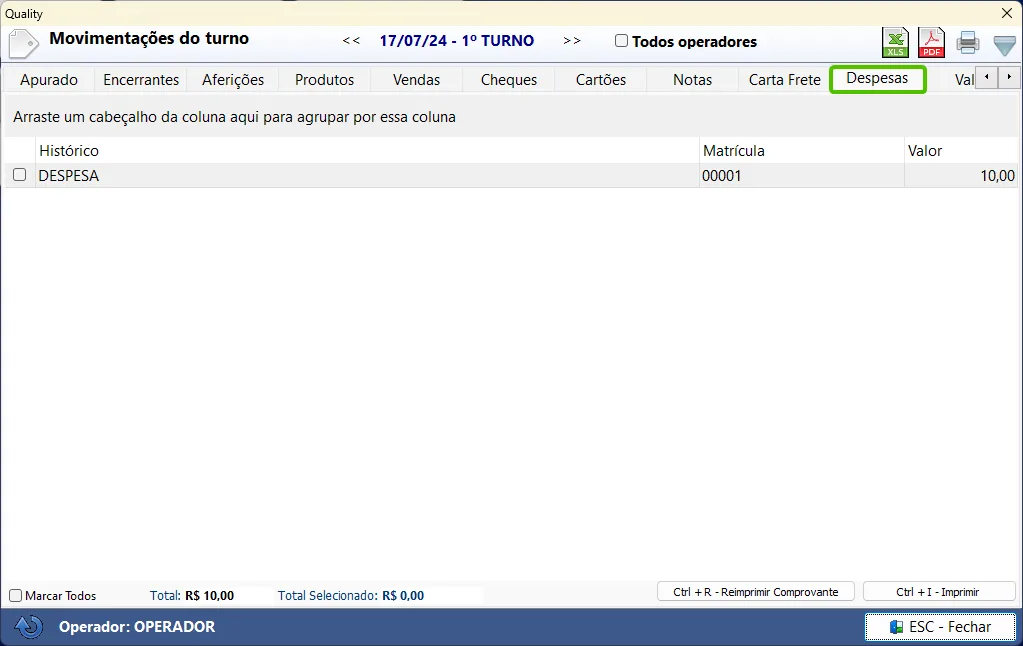 Quality
Movimentações do turno << 17/07/24 - 1º TURNO >> Todos operadores XLS PDF
Apurado Encerrantes Aferições Produtos Vendas Cheques Cartões Notas Carta Frete Despesas Val
Arraste um cabeçalho da coluna aqui para agrupar por essa coluna
Histórico Matrícula Valor
DESPESA 00001 10,00
Marcar Todos Total: R$ 10,00 Total Selecionado: R$ 0,00 Ctrl + R - Reimprimir Comprovante Ctrl + I - Imprimir
Operador: OPERADOR ESC - Fechar